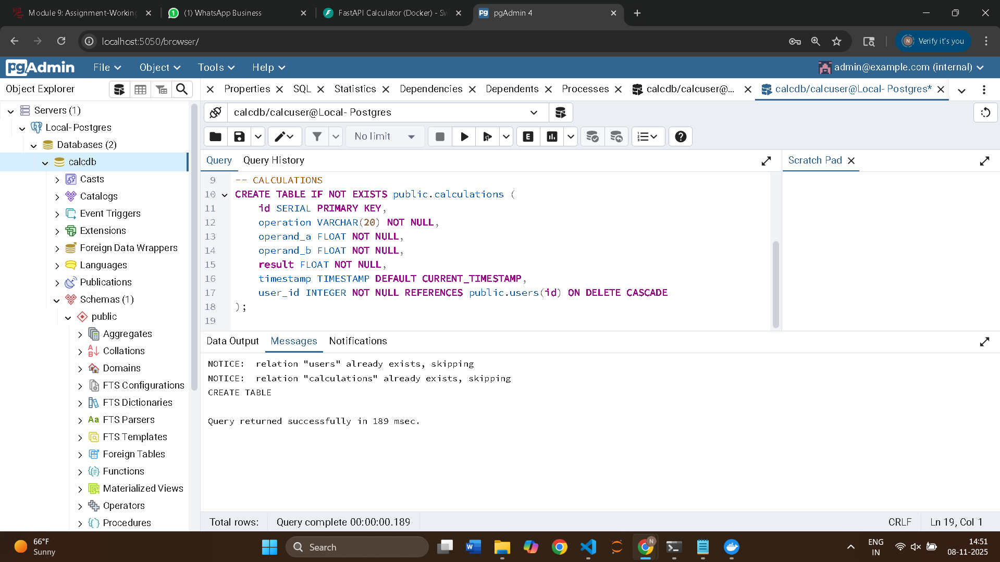 Module 9: Assignment-Working
(1) WhatsApp Business
FastAPI Calculator (Docker) - Sw
pg pgAdmin 4
localhost:5050/browser/
N Verify it's you
pgAdmin File Object Tools Help admin@example.com (internal)
Object Explorer
Properties SQL Statistics Dependencies Dependents Processes calcdb/calcuser@... calcdb/calcuser@Local- Postgres*
Servers (1)
Local- Postgres
Databases (2)
calcdb
Casts
Catalogs
Event Triggers
Extensions
Foreign Data Wrappers
Languages
Publications
Schemas (1)
public
Aggregates
Collations
Domains
FTS Configurations
FTS Dictionaries
Aa FTS Parsers
FTS Templates
Foreign Tables
Functions
Materialized Views
Operators
Procedures
calcdb/calcuser@Local- Postgres
No limit
E
Query Query History
Scratch Pad
9 -- CALCULATIONS
10 CREATE TABLE IF NOT EXISTS public.calculations (
11 id SERIAL PRIMARY KEY,
12 operation VARCHAR(20) NOT NULL,
13 operand_a FLOAT NOT NULL,
14 operand_b FLOAT NOT NULL,
15 result FLOAT NOT NULL,
16 timestamp TIMESTAMP DEFAULT CURRENT_TIMESTAMP,
17 user_id INTEGER NOT NULL REFERENCES public.users(id) ON DELETE CASCADE
18 );
19
Data Output Messages Notifications
NOTICE:  relation "users" already exists, skipping
NOTICE:  relation "calculations" already exists, skipping
CREATE TABLE
Query returned successfully in 189 msec.
Total rows: Query complete 00:00:00.189 CRLF Ln 19, Col 1
66°F
Sunny
Search
ENG
IN
14:51
08-11-2025